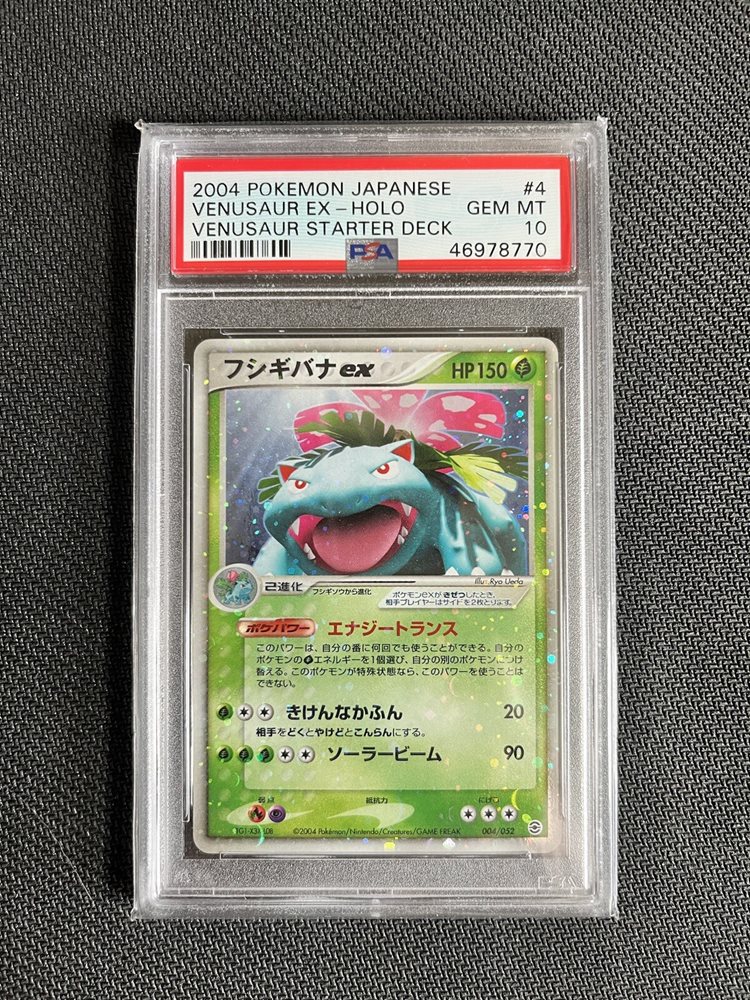 2004 POKEMON JAPANESE #4
VENUSAUR EX-HOLO GEM MT
VENUSAUR STARTER DECK 10
PSA 46978770
フシギバナex HP150
Illus. Ryo Ueda
2進化 フシギソウから進化
ポケモンexがきぜつしたとき、
相手プレイヤーはサイドを2枚とります。
ポケパワー エナジートランス
このパワーは、自分の番に何回でも使うことができる。自分の
ポケモンのエネルギーを1個選び、自分の別のポケモンにつけ
替える。このポケモンが特殊状態なら、このパワーを使うことは
できない。
きけんなかふん 20
相手をどくとやけどとこんらんにする。
ソーラービーム 90
弱点 抵抗力 にげる
©2004 Pokémon/Nintendo/Creatures/GAME FREAK 004/052